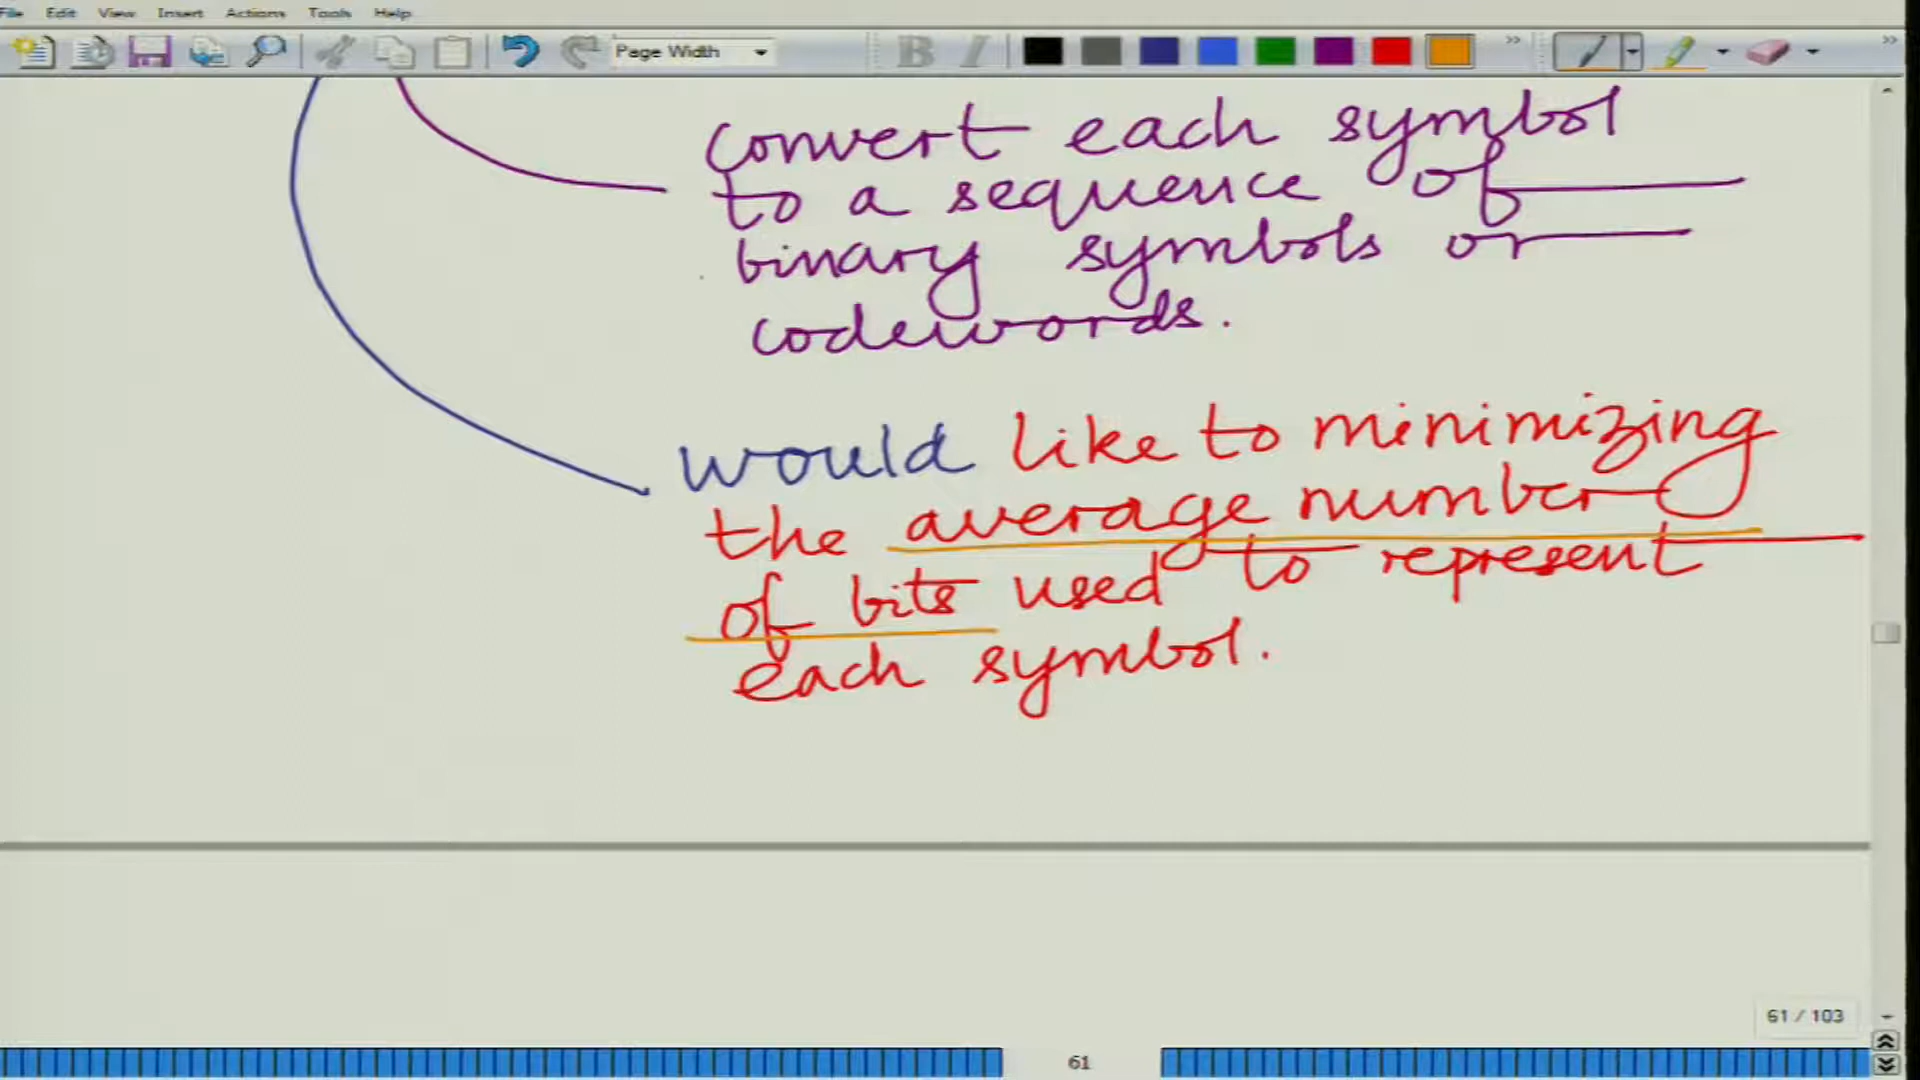 File Edit View Insert Actions Tools Help
Page Width B I
convert each symbol
to a sequence of
binary symbols or
codewords.
would like to minimizing
the average number
of bits used to represent
each symbol.
61 / 103
61